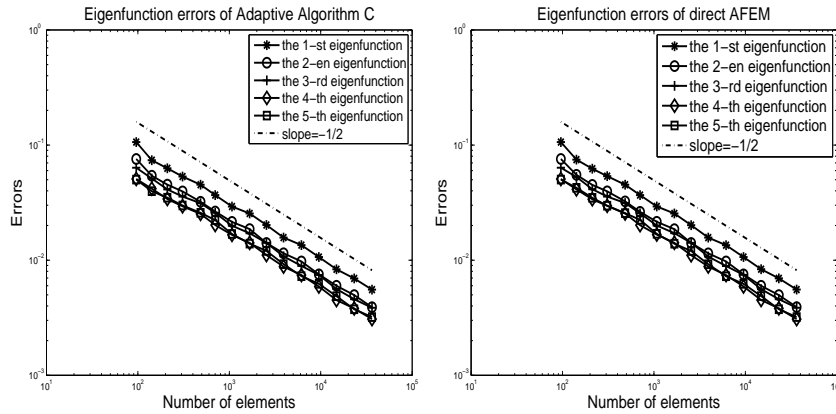 Eigenfunction errors of Adaptive Algorithm C
10^0
10^-1
10^-2
10^-3
Errors
10^1
10^2
10^3
10^4
10^5
Number of elements
the 1-st eigenfunction
the 2-en eigenfunction
the 3-rd eigenfunction
the 4-th eigenfunction
the 5-th eigenfunction
slope=-1/2
Eigenfunction errors of direct AFEM
10^0
10^-1
10^-2
10^-3
Errors
10^1
10^2
10^3
10^4
10^5
Number of elements
the 1-st eigenfunction
the 2-en eigenfunction
the 3-rd eigenfunction
the 4-th eigenfunction
the 5-th eigenfunction
slope=-1/2